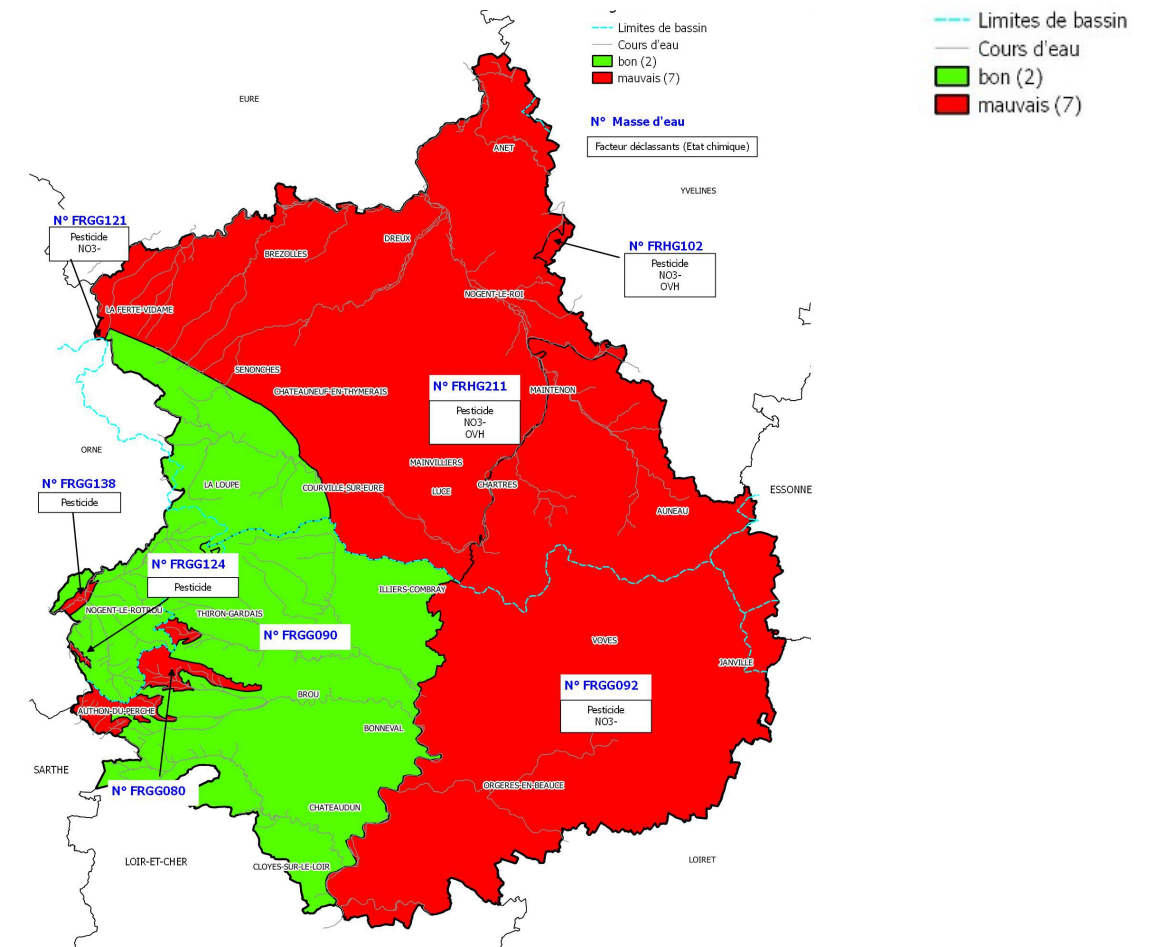 Limites de bassin
Cours d'eau
bon (2)
mauvais (7)
Limites de bassin
Cours d'eau
bon (2)
mauvais (7)
EURE
N° Masse d'eau
Facteur déclassants (Etat chimique)
ANET
YVELINES
N° FRGG121
Pesticide
NO3-
DREUX
BREZOLLES
N° FRHG102
Pesticide
NO3-
OVH
NOGENT-LE-ROI
LA FERTE-VIDAME
SENONCHES
CHATEAUNEUF-EN-THYMERAIS
N° FRHG211
Pesticide
NO3-
OVH
MAINTENON
ORNE
MAINVILLIERS
LUCE
CHARTRES
N° FRGG138
Pesticide
LA LOUPE
COURVILLE-SUR-EURE
ESSONNE
AUNEAU
N° FRGG124
Pesticide
ILLIERS-COMBRAY
NOGENT-LE-ROTROU
THIRON-GARDAIS
N° FRGG090
VOVES
JANVILLE
N° FRGG092
Pesticide
NO3-
BROU
AUTHON-DU-PERCHE
BONNEVAL
SARTHE
N° FRGG080
ORGERES-EN-BEAUCE
CHATEAUDUN
LOIR-ET-CHER
CLOYES-SUR-LE-LOIR
LOIRET